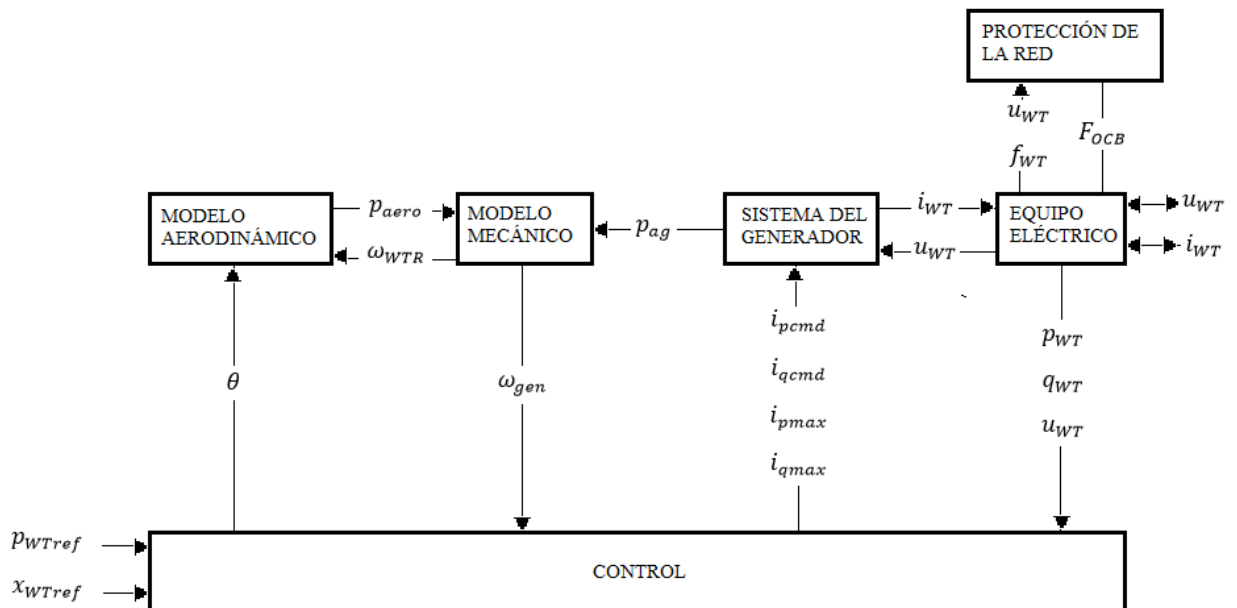 PROTECCIÓN DE
LA RED
u_WT
F_OCB
f_WT
MODELO
AERODINÁMICO
p_aero
ω_WTR
MODELO
MECÁNICO
p_ag
SISTEMA DEL
GENERADOR
i_WT
u_WT
EQUIPO
ELÉCTRICO
u_WT
i_WT
θ
ω_gen
i_pcmd
i_qcmd
i_pmax
i_qmax
p_WT
q_WT
u_WT
p_WTref
x_WTref
CONTROL